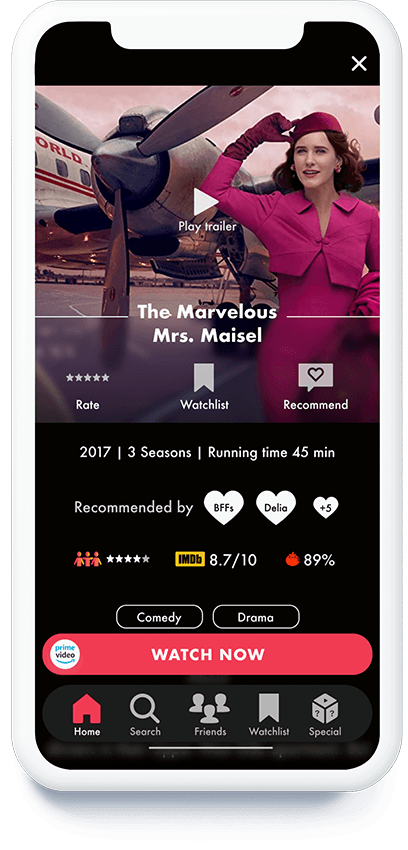 WORLD.
Play trailer
The Marvelous
Mrs. Maisel
Rate
Watchlist
Recommend
2017 | 3 Seasons | Running time 45 min
Recommended by
BFFs
Delia
+5
IMDb 8.7/10
89%
Comedy
Drama
prime
video
WATCH NOW
Home
Search
Friends
Watchlist
? ?
Special